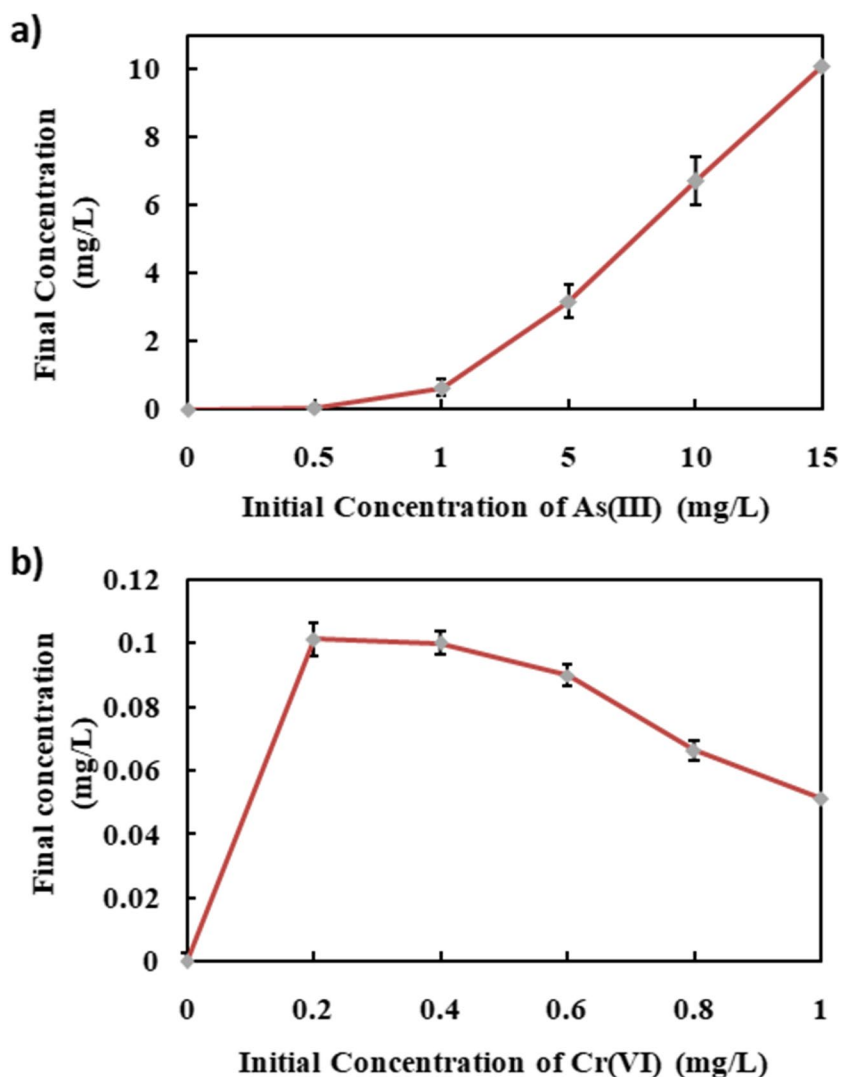 a)
Final Concentration
(mg/L)
10
8
6
4
2
0
0 0.5 1 5 10 15
Initial Concentration of As(III) (mg/L)
b)
Final concentration
(mg/L)
0.12
0.1
0.08
0.06
0.04
0.02
0
0 0.2 0.4 0.6 0.8 1
Initial Concentration of Cr(VI) (mg/L)